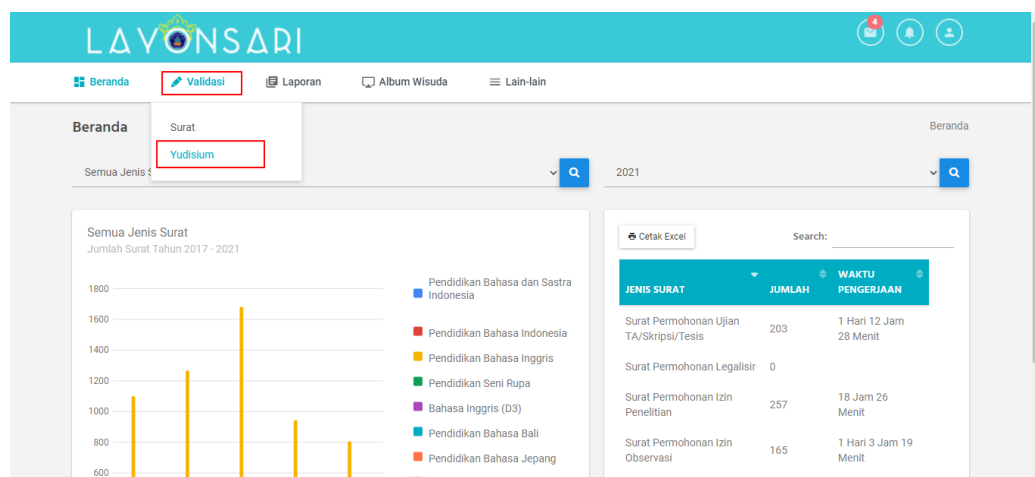 LAYONSARI
4
Beranda
Validasi
Laporan
Album Wisuda
Lain-lain
Beranda
Surat
Yudisium
Beranda
Semua Jenis
2021
Semua Jenis Surat
Jumlah Surat Tahun 2017 - 2021
1800
1600
1400
1200
1000
800
600
Pendidikan Bahasa dan Sastra
Indonesia
Pendidikan Bahasa Indonesia
Pendidikan Bahasa Inggris
Pendidikan Seni Rupa
Bahasa Inggris (D3)
Pendidikan Bahasa Bali
Pendidikan Bahasa Jepang
Cetak Excel
Search:
JENIS SURAT
JUMLAH
WAKTU
PENGERJAAN
Surat Permohonan Ujian
TA/Skripsi/Tesis
203
1 Hari 12 Jam
28 Menit
Surat Permohonan Legalisir
0
Surat Permohonan Izin
Penelitian
257
18 Jam 26
Menit
Surat Permohonan Izin
Observasi
165
1 Hari 3 Jam 19
Menit